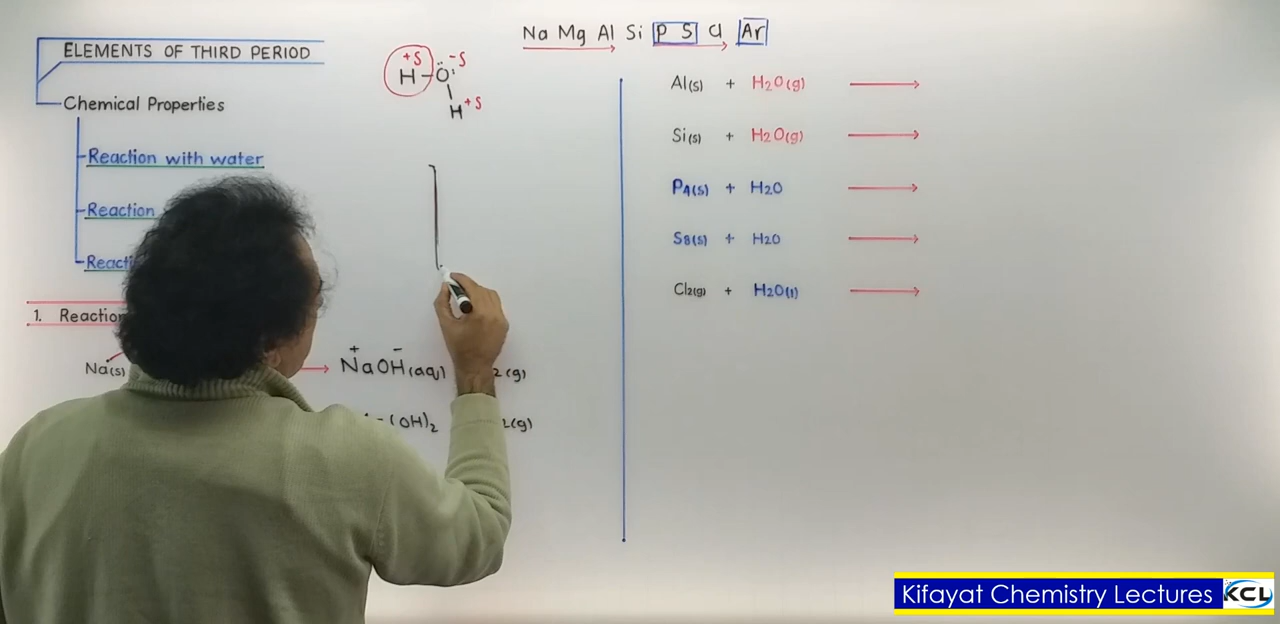 Na Mg Al Si P S Cl Ar
ELEMENTS OF THIRD PERIOD
Chemical Properties
Reaction with water
Reaction
1. Reaction
+δ -δ
H-O:
H+δ
Na(s)
+ -
NaOH(aq) 2(g)
(OH)2 2(g)
Al(s) + H2O(g) ⟶
Si(s) + H2O(g) ⟶
P4(s) + H2O ⟶
S8(s) + H2O ⟶
Cl2(g) + H2O(l) ⟶
Kifayat Chemistry Lectures KCL